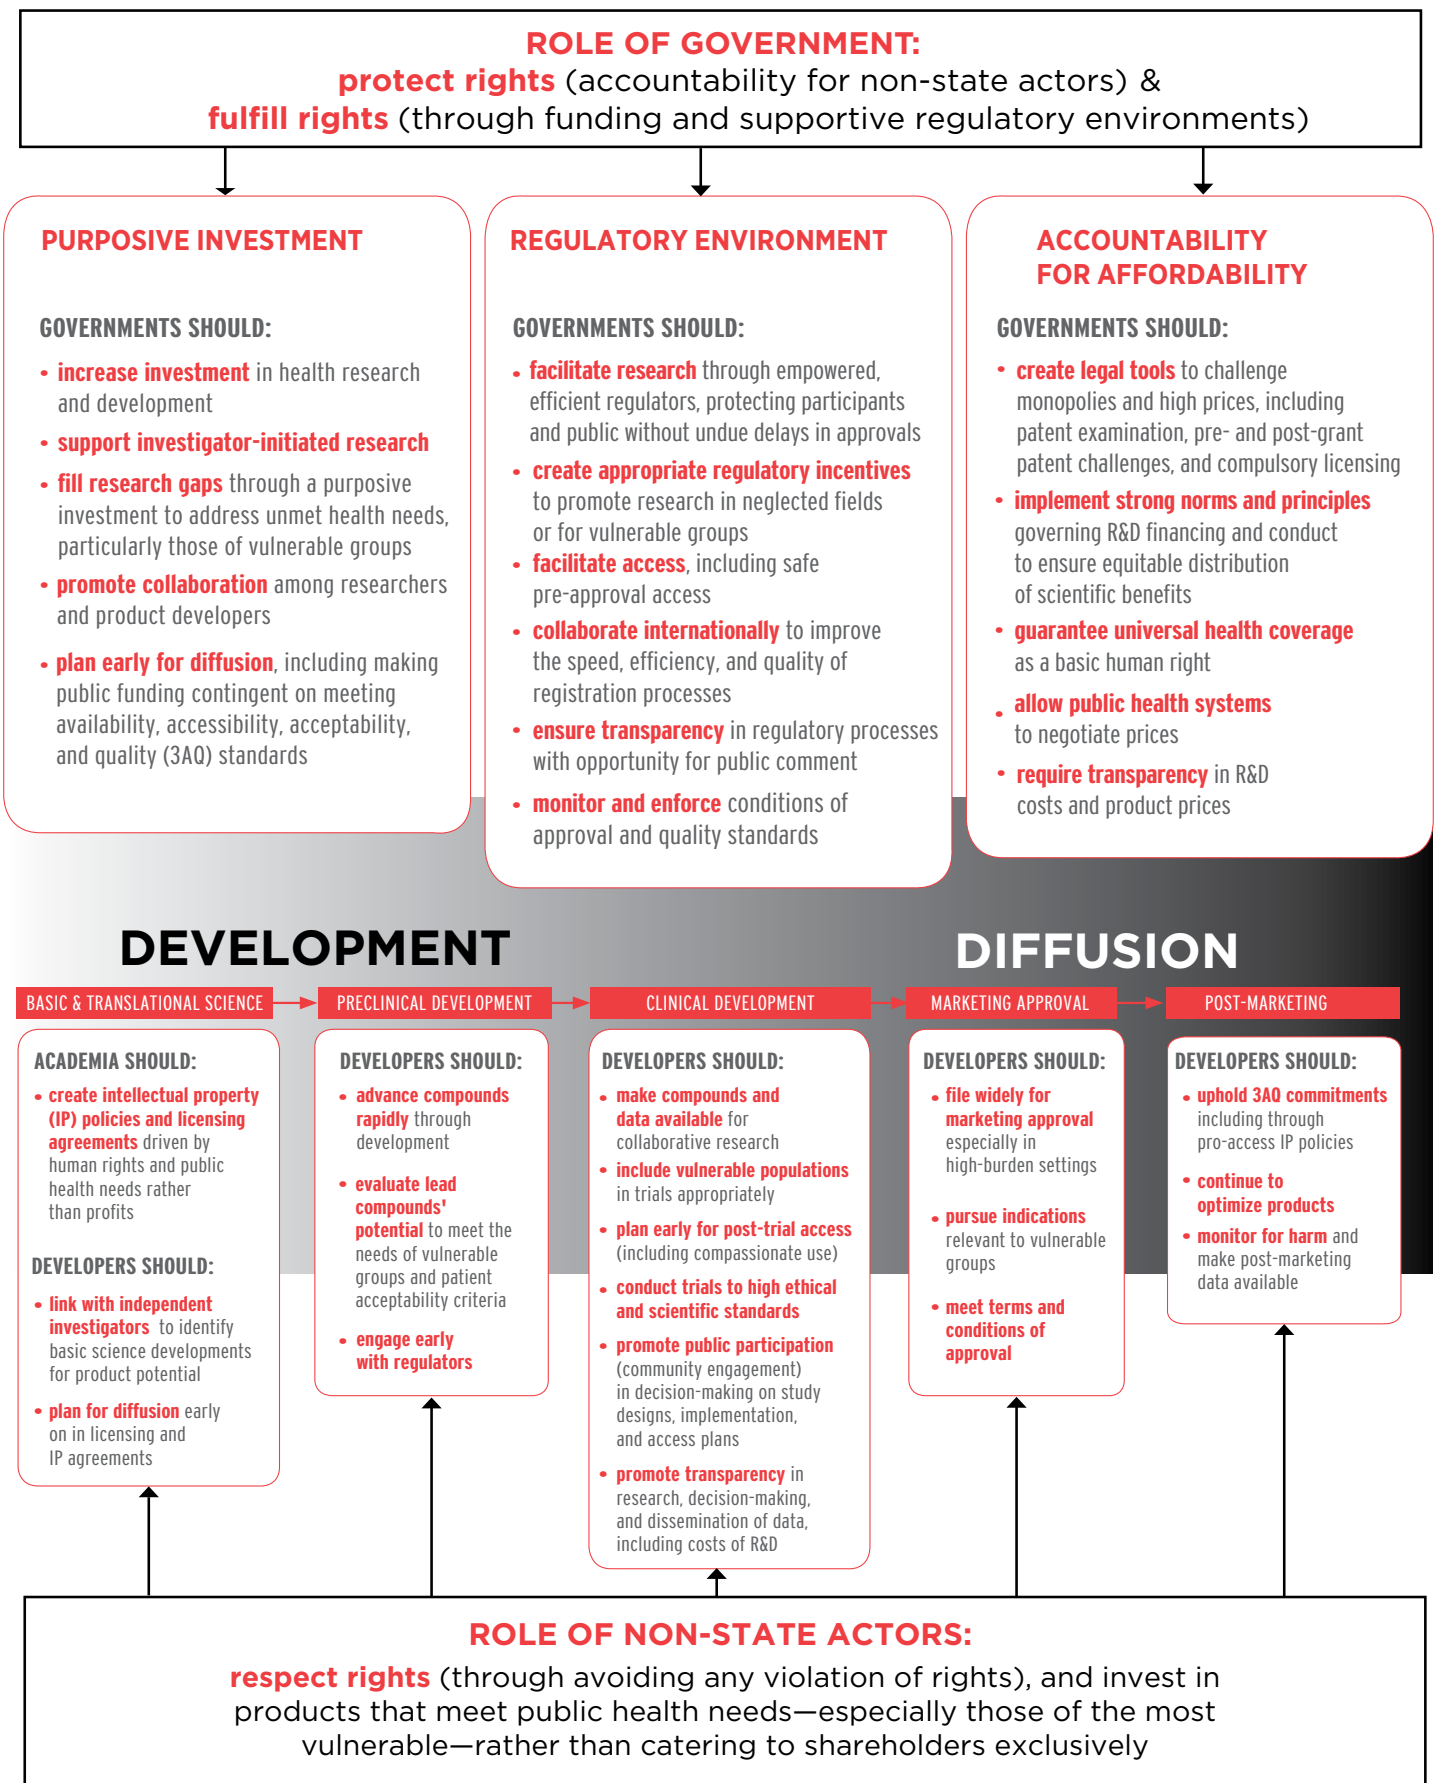 ROLE OF GOVERNMENT:
protect rights (accountability for non-state actors) &
fulfill rights (through funding and supportive regulatory environments)
PURPOSIVE INVESTMENT
GOVERNMENTS SHOULD:
• increase investment in health research
and development
• support investigator-initiated research
• fill research gaps through a purposive
investment to address unmet health needs,
particularly those of vulnerable groups
• promote collaboration among researchers
and product developers
• plan early for diffusion, including making
public funding contingent on meeting
availability, accessibility, acceptability,
and quality (3AQ) standards
REGULATORY ENVIRONMENT
GOVERNMENTS SHOULD:
• facilitate research through empowered,
efficient regulators, protecting participants
and public without undue delays in approvals
• create appropriate regulatory incentives
to promote research in neglected fields
or for vulnerable groups
• facilitate access, including safe
pre-approval access
• collaborate internationally to improve
the speed, efficiency, and quality of
registration processes
• ensure transparency in regulatory processes
with opportunity for public comment
• monitor and enforce conditions of
approval and quality standards
ACCOUNTABILITY
FOR AFFORDABILITY
GOVERNMENTS SHOULD:
• create legal tools to challenge
monopolies and high prices, including
patent examination, pre- and post-grant
patent challenges, and compulsory licensing
• implement strong norms and principles
governing R&D financing and conduct
to ensure equitable distribution
of scientific benefits
• guarantee universal health coverage
as a basic human right
• allow public health systems
to negotiate prices
• require transparency in R&D
costs and product prices
DEVELOPMENT
DIFFUSION
BASIC & TRANSLATIONAL SCIENCE
PRECLINICAL DEVELOPMENT
CLINICAL DEVELOPMENT
MARKETING APPROVAL
POST-MARKETING
ACADEMIA SHOULD:
• create intellectual property
(IP) policies and licensing
agreements driven by
human rights and public
health needs rather
than profits
DEVELOPERS SHOULD:
• link with independent
investigators to identify
basic science developments
for product potential
• plan for diffusion early
on in licensing and
IP agreements
DEVELOPERS SHOULD:
• advance compounds
rapidly through
development
• evaluate lead
compounds'
potential to meet the
needs of vulnerable
groups and patient
acceptability criteria
• engage early
with regulators
DEVELOPERS SHOULD:
• make compounds and
data available for
collaborative research
• include vulnerable populations
in trials appropriately
• plan early for post-trial access
(including compassionate use)
• conduct trials to high ethical
and scientific standards
• promote public participation
(community engagement)
in decision-making on study
designs, implementation,
and access plans
• promote transparency in
research, decision-making,
and dissemination of data,
including costs of R&D
DEVELOPERS SHOULD:
• file widely for
marketing approval
especially in
high-burden settings
• pursue indications
relevant to vulnerable
groups
• meet terms and
conditions of
approval
DEVELOPERS SHOULD:
• uphold 3AQ commitments
including through
pro-access IP policies
• continue to
optimize products
• monitor for harm and
make post-marketing
data available
ROLE OF NON-STATE ACTORS:
respect rights (through avoiding any violation of rights), and invest in
products that meet public health needs—especially those of the most
vulnerable—rather than catering to shareholders exclusively